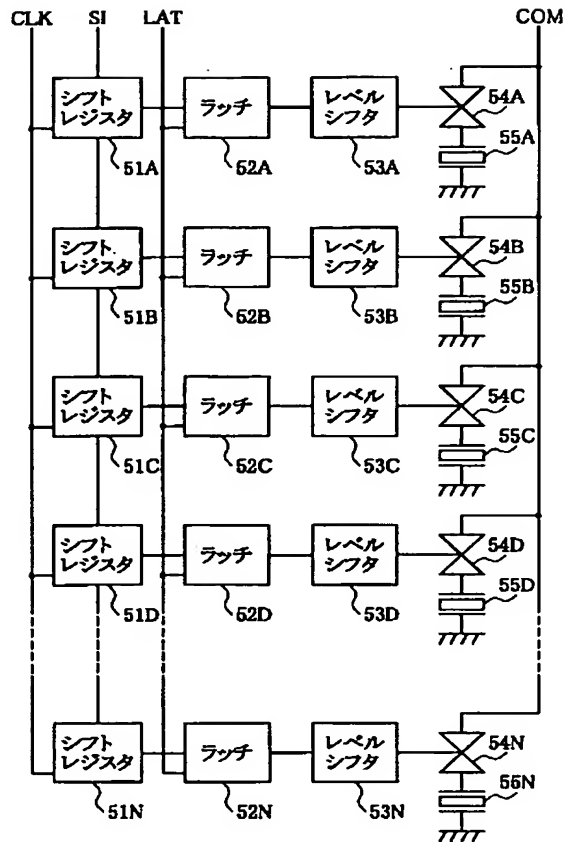 CLK SI LAT COM
シフト
レジスタ
ラッチ
レベル
シフタ
54A
55A
51A 52A 53A
シフト
レジスタ
ラッチ
レベル
シフタ
54B
55B
51B 52B 53B
シフト
レジスタ
ラッチ
レベル
シフタ
54C
55C
51C 52C 53C
シフト
レジスタ
ラッチ
レベル
シフタ
54D
55D
51D 52D 53D
シフト
レジスタ
ラッチ
レベル
シフタ
54N
55N
51N 52N 53N